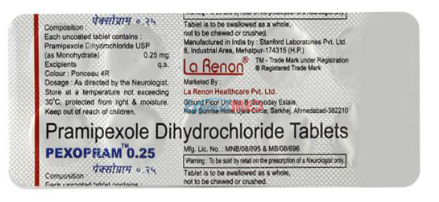 पेक्सोप्राम ०.२५
Composition
Each uncoated tablet contains :
Pramipexole Dihydrochloride USP
(as Monohydrate) 0.25 mg
Excipients q.s.
Colour : Ponceau 4R
Dosage : As directed by the Neurologist.
Store at a temperature not exceeding
30°C, protected from light & moisture.
Keep out of reach of children.
Tablet is to be swallowed as a whole,
not to be chewed or crushed.
Manufactured in India by : Stanford Laboratories Pvt. Ltd.
8, Industrial Area, Mehatpur-174315 (H.P.)
La Renon® TM - Trade Mark under Registration
® Registered Trade Mark
Marketed By :
La Renon Healthcare Pvt. Ltd.
Ground Floor Unit No. 8, Sunday Estate,
Sarkhej, Ahmedabad-382210
Pramipexole Dihydrochloride Tablets
PEXOPRAM™ 0.25
Mfg. Lic. No. : MNB/08/695 & MB/08/696
Warning : To be sold by retail on the prescription of a Neurologist only.
पेक्सोप्राम ०.२५
Composition
Each uncoated tablet contains
Tablet is to be swallowed as a whole,
not to be chewed or crushed.